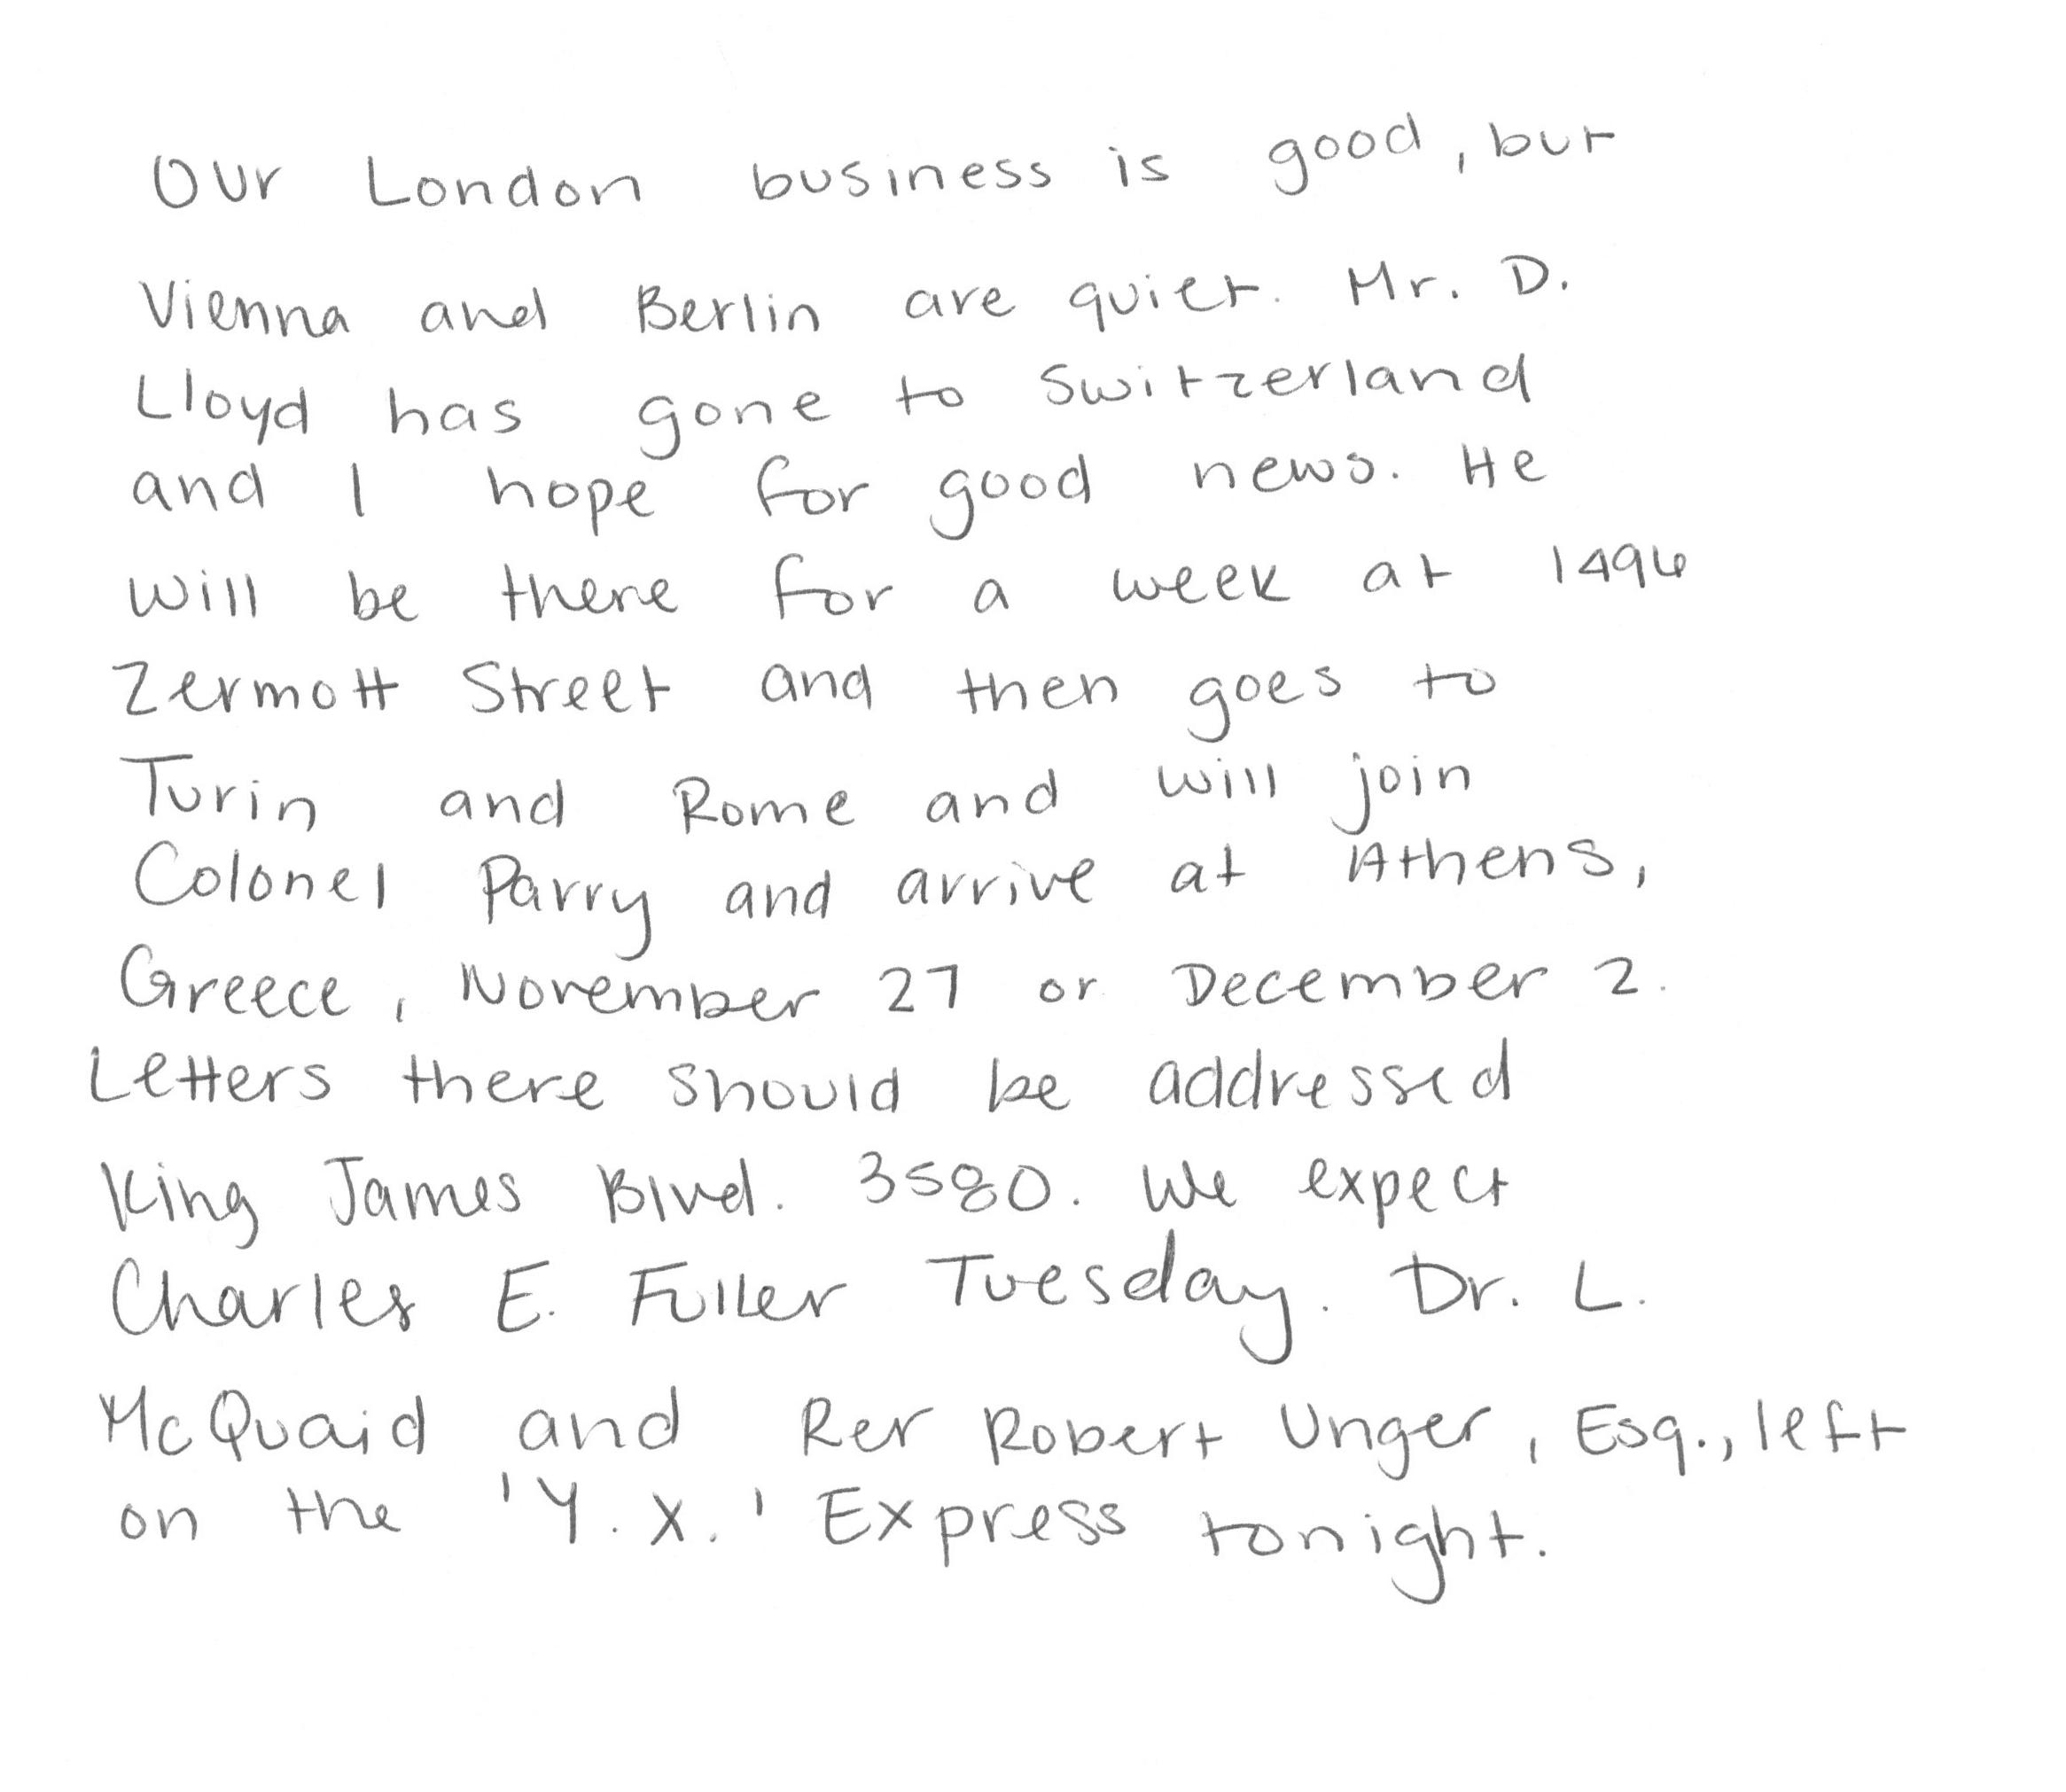 Our London business is good, but
Vienna and Berlin are quiet. Mr. D.
Lloyd has gone to Switzerland
and I hope for good news. He
will be there for a week at 1496
Zermott Street and then goes to
Turin and Rome and will join
Colonel Parry and arrive at Athens,
Greece, November 27 or December 2.
Letters there should be addressed
King James Blvd. 3580. We expect
Charles E. Fuller Tuesday. Dr. L.
McQuaid and Rer Robert Unger, Esq., left
on the 'Y. X.' Express tonight.